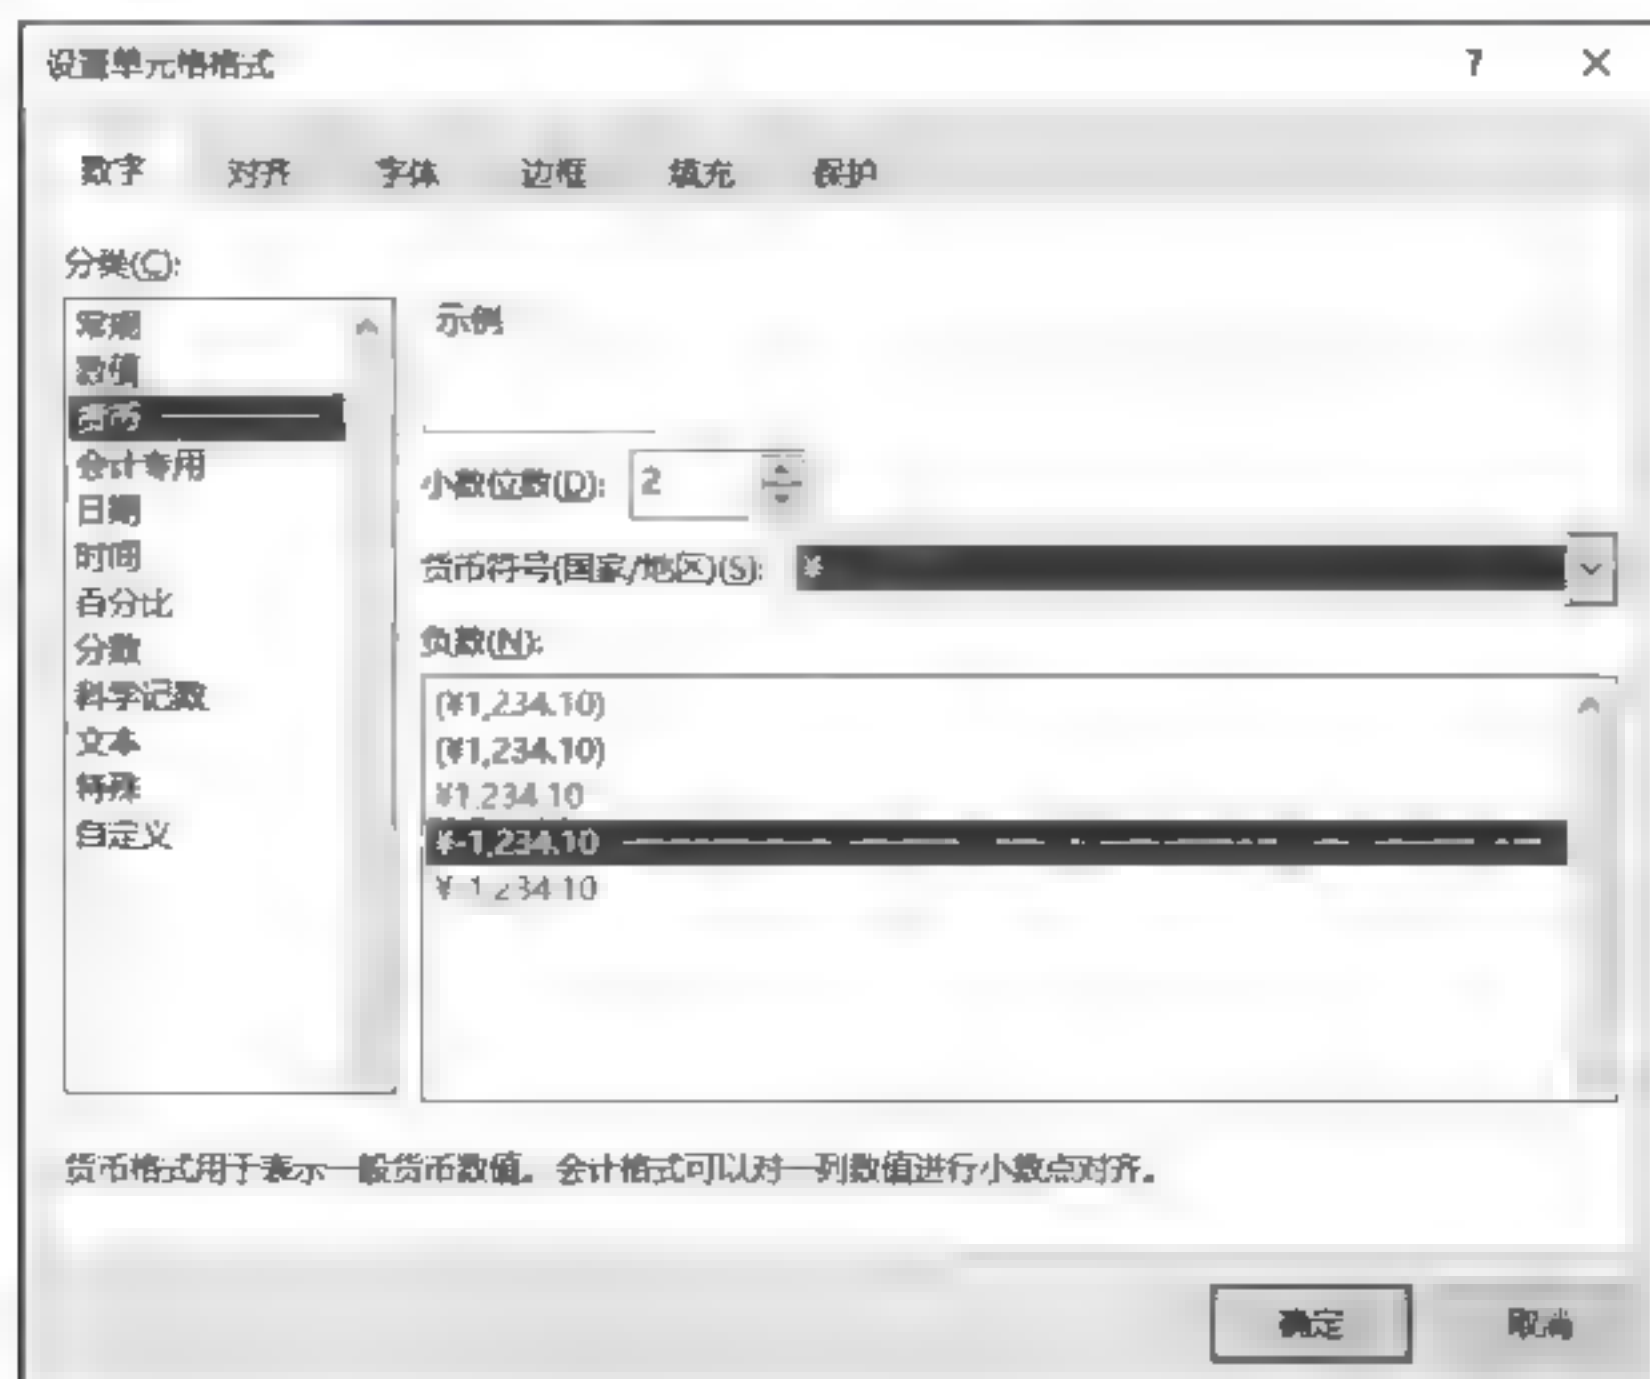 设置单元格格式
? ×
数字 对齐 字体 边框 填充 保护
分类(C):
常规
数值
货币
会计专用
日期
时间
百分比
分数
科学记数
文本
特殊
自定义
示例
小数位数(D): 2
货币符号(国家/地区)(S): ¥
负数(N):
(¥1,234.10)
(¥1,234.10)
¥1,234.10
¥-1,234.10
¥-1,234.10
货币格式用于表示一般货币数值。会计格式可以对一列数值进行小数点对齐。
确定 取消